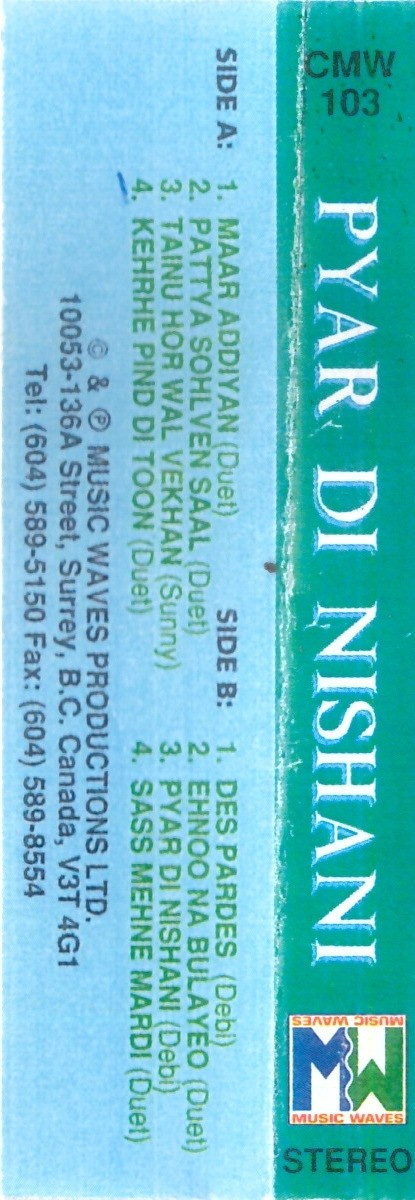 CMW
103
PYAR DI NISHANI
MUSIC WAVES
MUSIC WAVES
STEREO
SIDE A:
1. MAAR ADDIYAN (Duet)
2. PATTYA SOHLVEN SAAL (Duet)
3. TAINU HOR WAL VEKHAN (Sunny)
4. KEHRHE PIND DI TOON (Duet)
SIDE B:
1. DES PARDES (Debi)
2. EHNOO NA BULAYEO (Duet)
3. PYAR DI NISHANI (Debi)
4. SASS MEHNE MARDI (Duet)
© & ℗ MUSIC WAVES PRODUCTIONS LTD.
10053-136A Street, Surrey, B.C. Canada, V3T 4G1
Tel: (604) 589-5150 Fax: (604) 589-8554